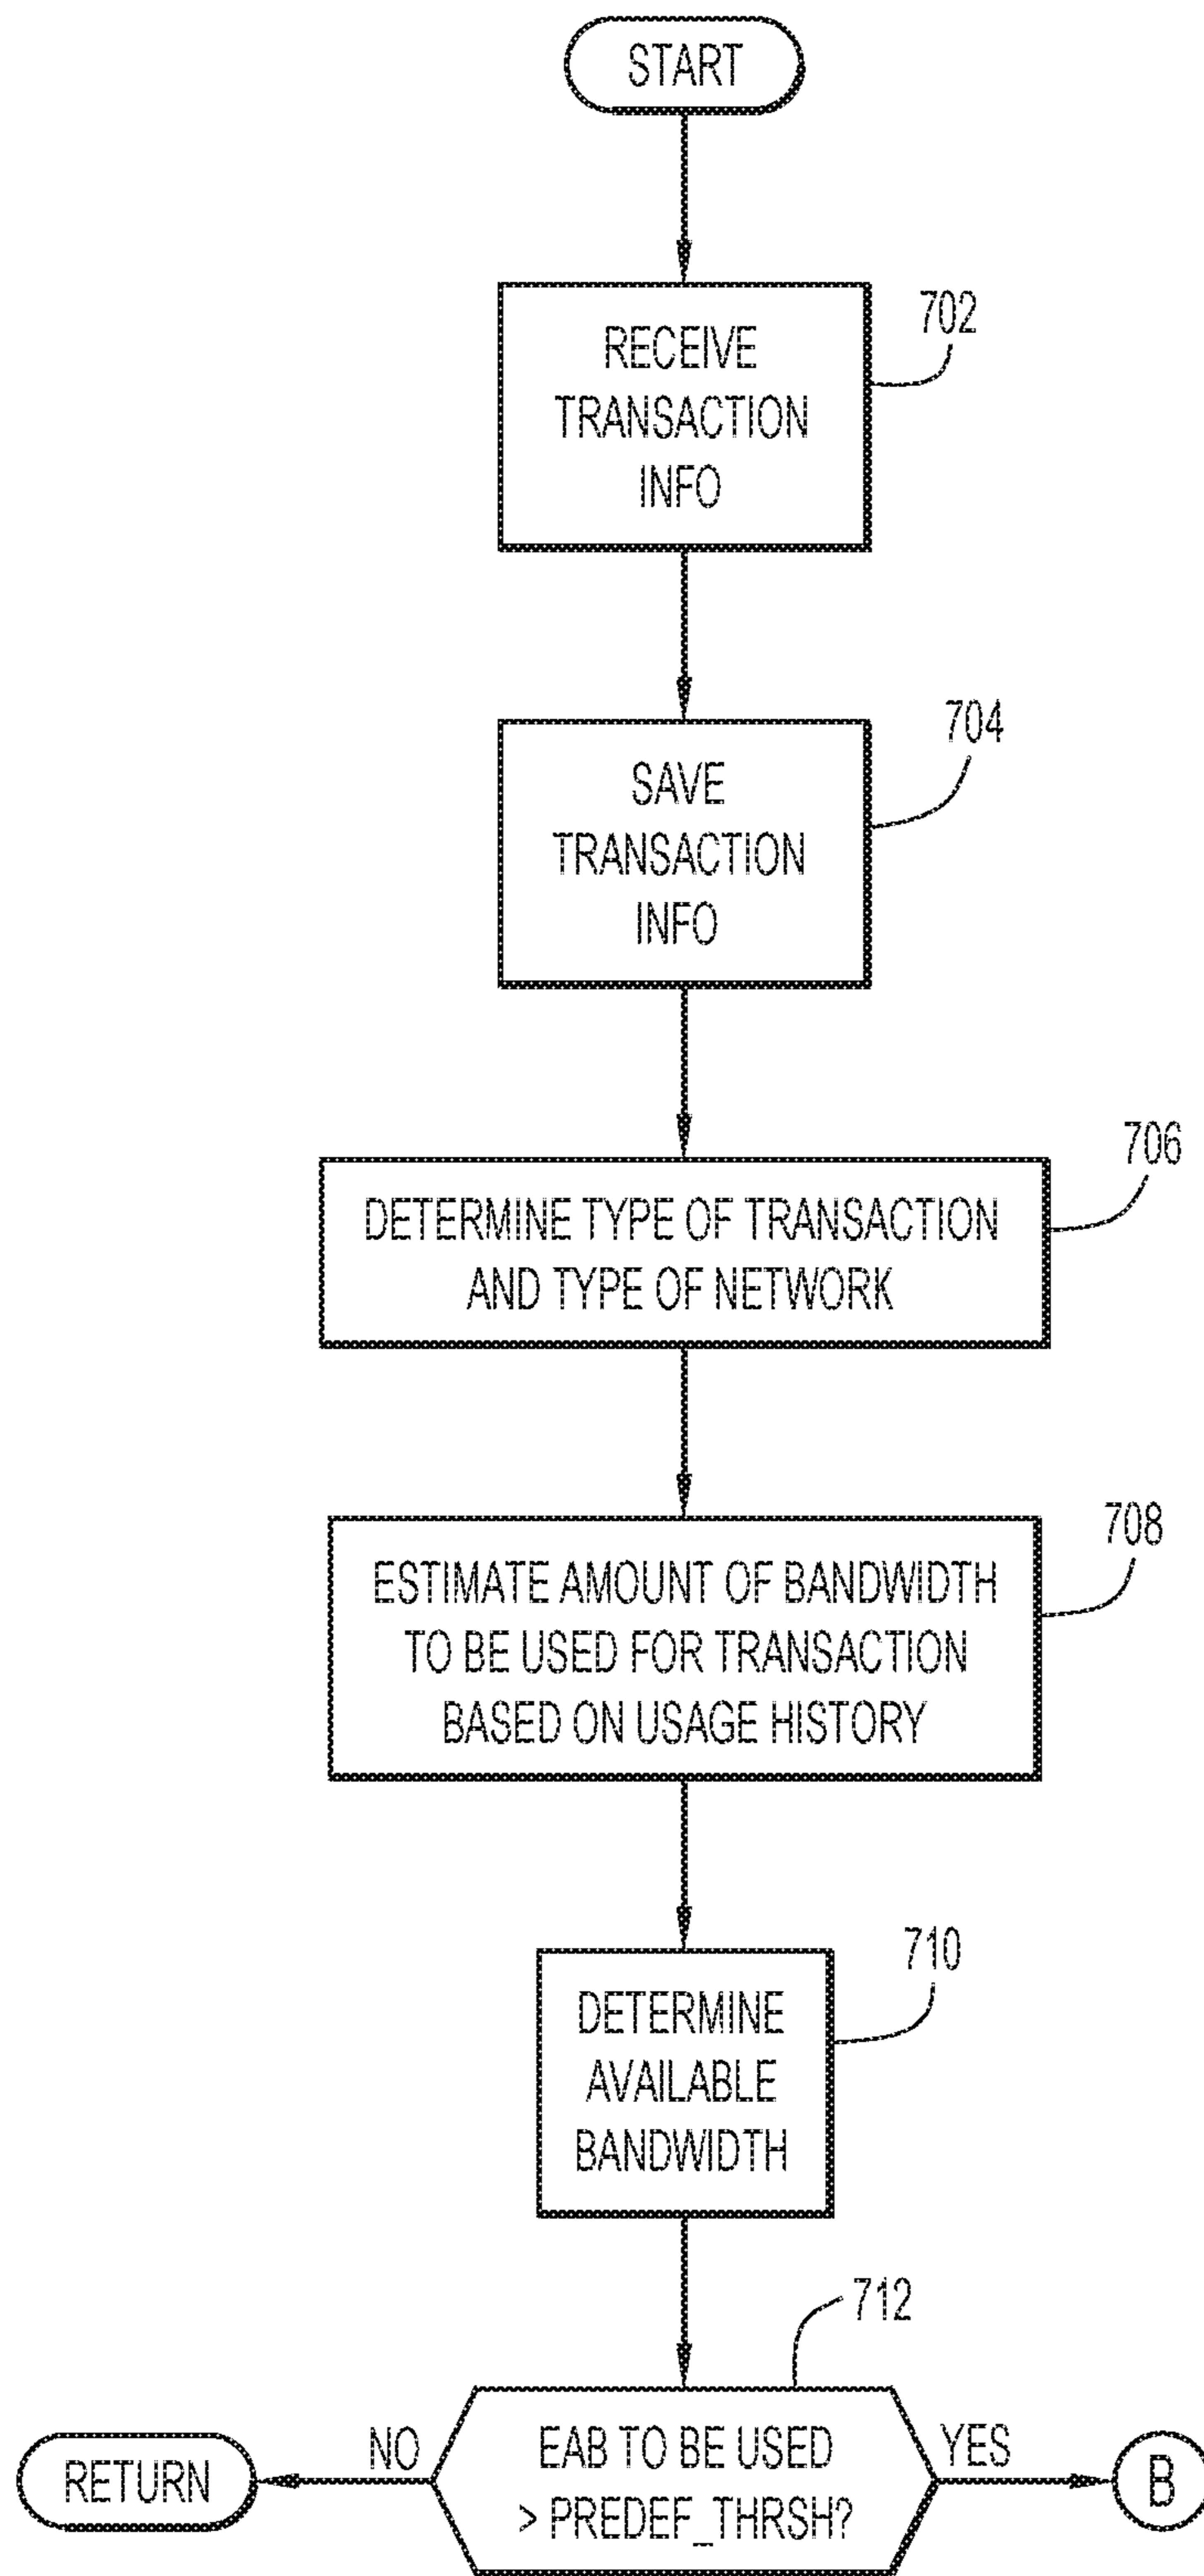 START
RECEIVE
TRANSACTION
INFO
702
SAVE
TRANSACTION
INFO
704
DETERMINE TYPE OF TRANSACTION
AND TYPE OF NETWORK
706
ESTIMATE AMOUNT OF BANDWIDTH
TO BE USED FOR TRANSACTION
BASED ON USAGE HISTORY
708
DETERMINE
AVAILABLE
BANDWIDTH
710
712
EAB TO BE USED
> PREDEF_THRSH?
NO
RETURN
YES
B